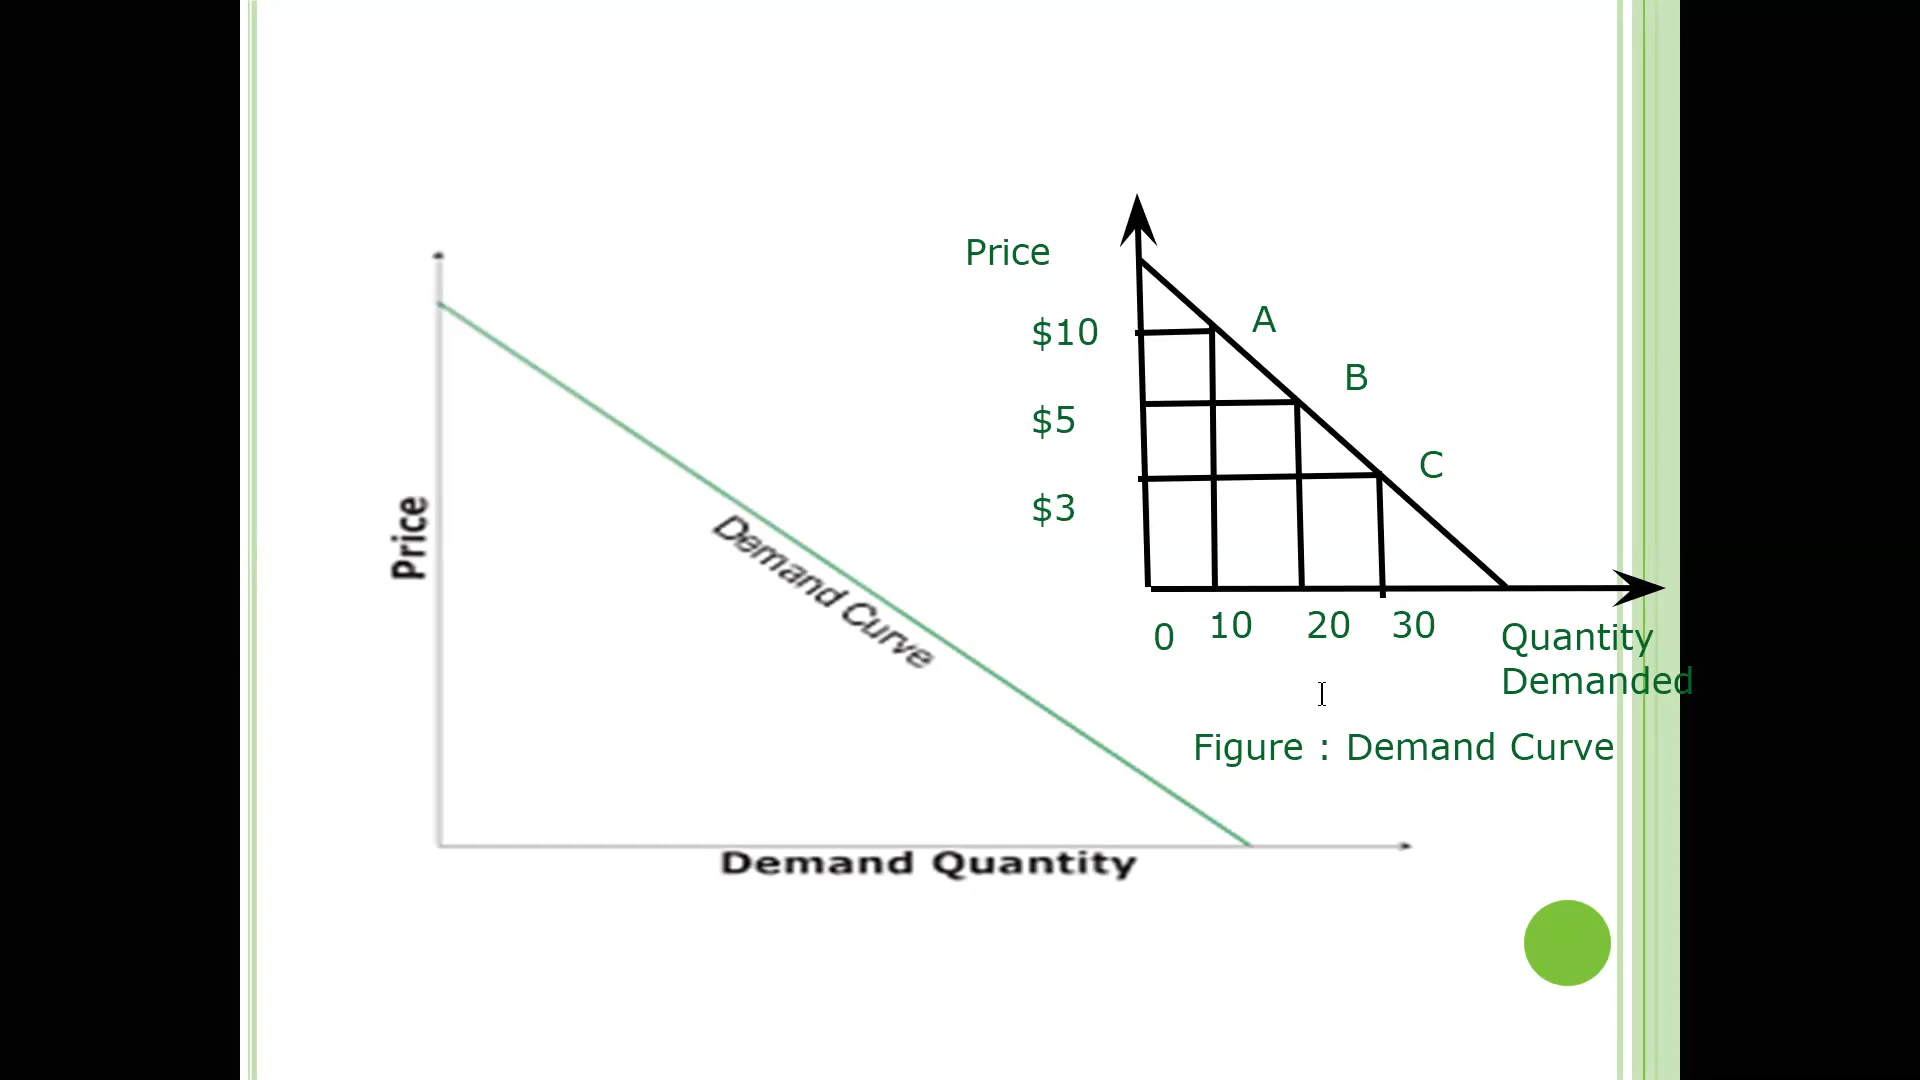 Price
Demand Curve
Demand Quantity
Price
$10
$5
$3
A
B
C
0
10
20
30
Quantity
Demanded
Figure : Demand Curve